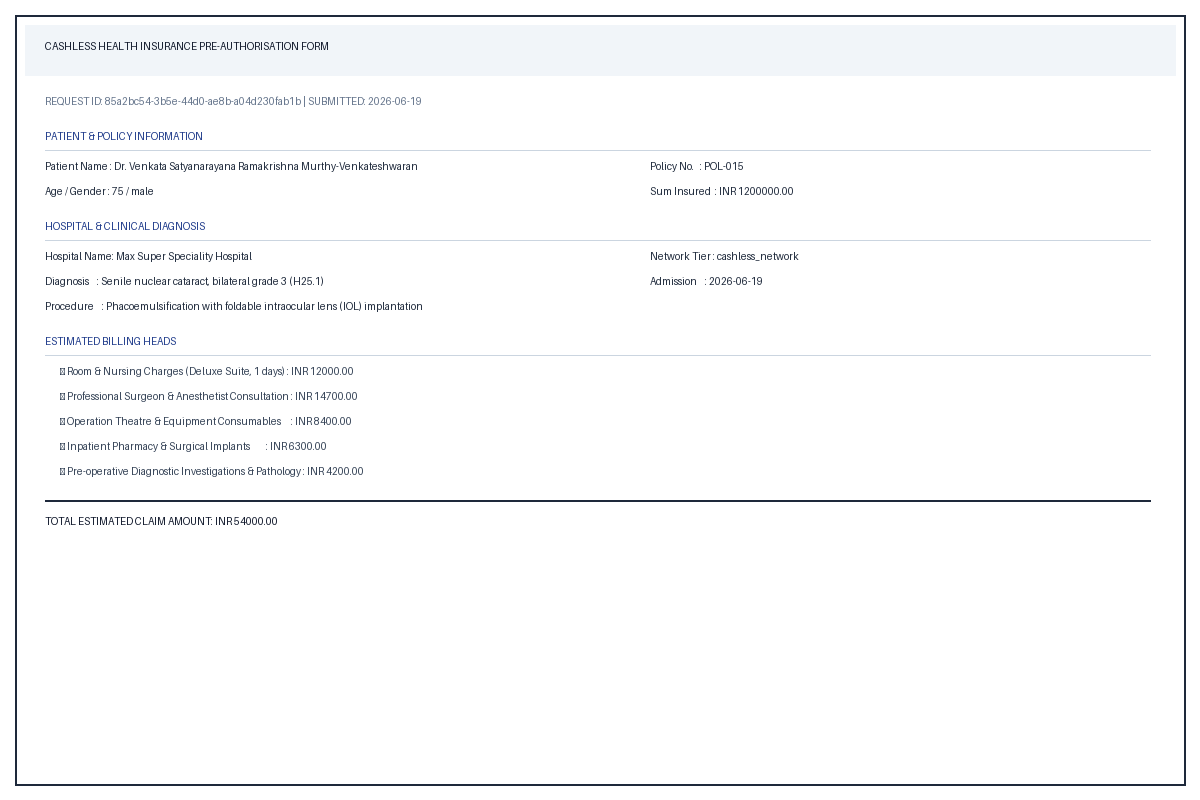 CASHLESS HEALTH INSURANCE PRE-AUTHORISATION FORM
REQUEST ID: 85a2bc54-3b5e-44d0-ae8b-a04d230fab1b | SUBMITTED: 2026-06-19
PATIENT & POLICY INFORMATION
Patient Name : Dr. Venkata Satyanarayana Ramakrishna Murthy-Venkateshwaran Policy No. : POL-015
Age / Gender : 75 / male Sum Insured : INR 1200000.00
HOSPITAL & CLINICAL DIAGNOSIS
Hospital Name: Max Super Speciality Hospital Network Tier : cashless_network
Diagnosis : Senile nuclear cataract, bilateral grade 3 (H25.1) Admission : 2026-06-19
Procedure : Phacoemulsification with foldable intraocular lens (IOL) implantation
ESTIMATED BILLING HEADS
Room & Nursing Charges (Deluxe Suite, 1 days) : INR 12000.00
Professional Surgeon & Anesthetist Consultation : INR 14700.00
Operation Theatre & Equipment Consumables : INR 8400.00
Inpatient Pharmacy & Surgical Implants : INR 6300.00
Pre-operative Diagnostic Investigations & Pathology : INR 4200.00
TOTAL ESTIMATED CLAIM AMOUNT: INR 54000.00